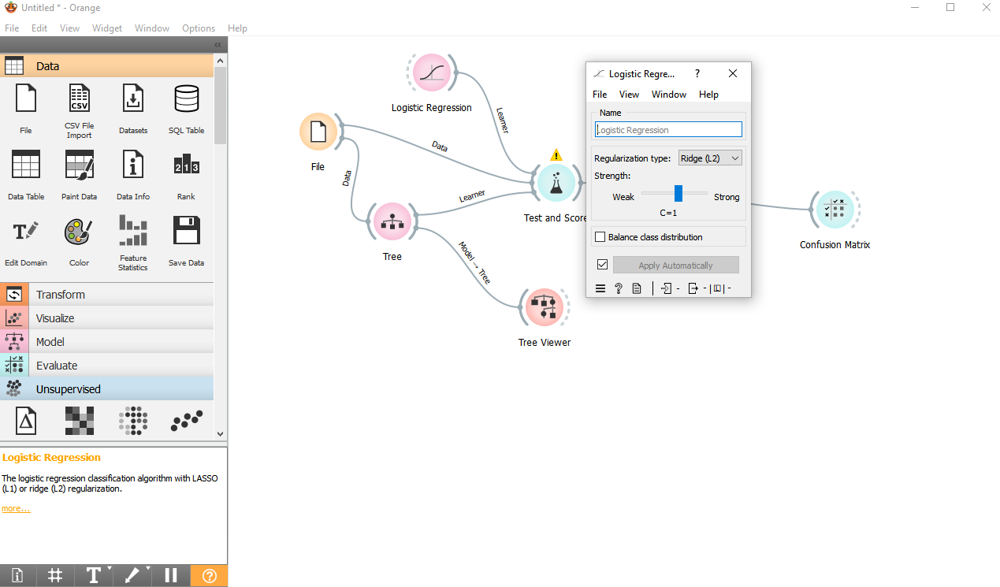 Untitled * - Orange
File Edit View Widget Window Options Help
Data
File
CSV
CSV File Import
Datasets
SQL Table
Data Table
Paint Data
Data Info
2 1 3
Rank
T
Edit Domain
Color
Feature Statistics
Save Data
Transform
Visualize
Model
Evaluate
Unsupervised
Logistic Regression
The logistic regression classification algorithm with LASSO
(L1) or ridge (L2) regularization.
more...
T
Logistic Regression
Learner
File
Data
Data
Learner
Tree
Model → Tree
Tree Viewer
Test and Score
Confusion Matrix
Logistic Regre... ?
File View Window Help
Name
Logistic Regression
Regularization type: Ridge (L2)
Strength:
Weak Strong
C=1
Balance class distribution
Apply Automatically
? - - | | -